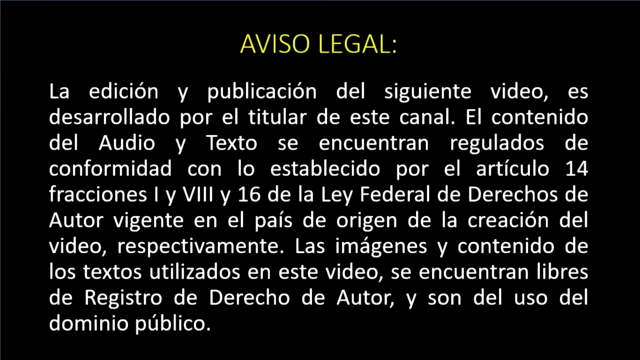 AVISO LEGAL:
La edición y publicación del siguiente video, es
desarrollado por el titular de este canal. El contenido
del Audio y Texto se encuentran regulados de
conformidad con lo establecido por el artículo 14
fracciones I y VIII y 16 de la Ley Federal de Derechos de
Autor vigente en el país de origen de la creación del
video, respectivamente. Las imágenes y contenido de
los textos utilizados en este video, se encuentran libres
de Registro de Derecho de Autor, y son del uso del
dominio público.